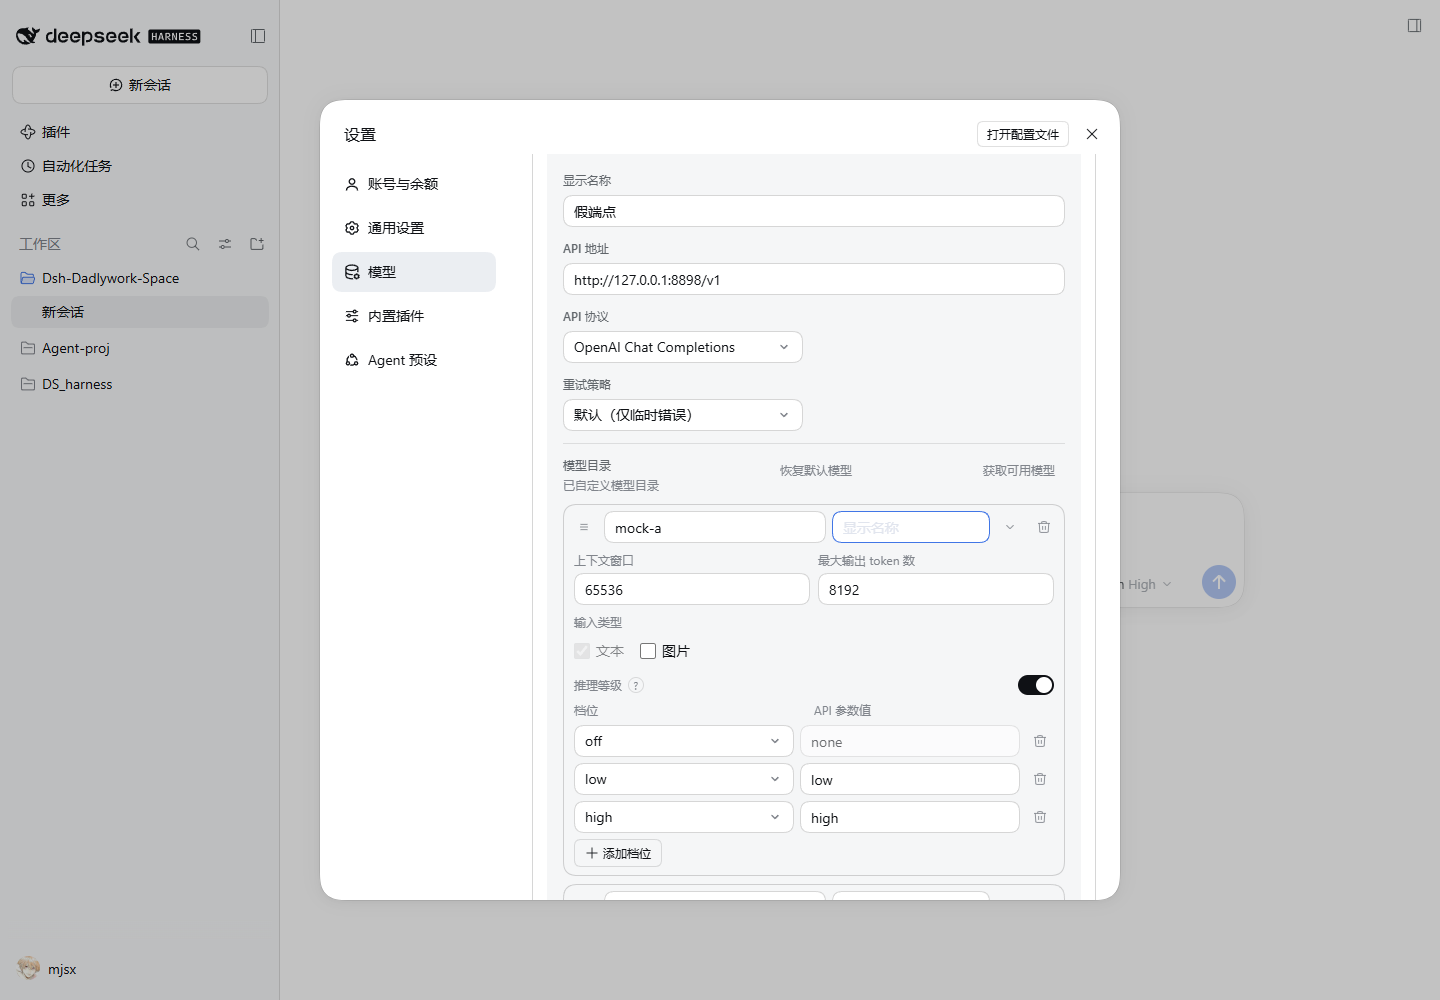 deepseek HARNESS
新会话
插件
自动化任务
更多
工作区
Dsh-Dadlywork-Space
新会话
Agent-proj
DS_harness
mjsx
设置
打开配置文件
账号与余额
通用设置
模型
内置插件
Agent 预设
显示名称
假端点
API 地址
http://127.0.0.1:8898/v1
API 协议
OpenAI Chat Completions
重试策略
默认（仅临时错误）
模型目录
已自定义模型目录
恢复默认模型
获取可用模型
mock-a
显示名称
上下文窗口
最大输出 token 数
65536
8192
输入类型
文本
图片
推理等级 ?
档位
API 参数值
off
none
low
low
high
high
添加档位
High